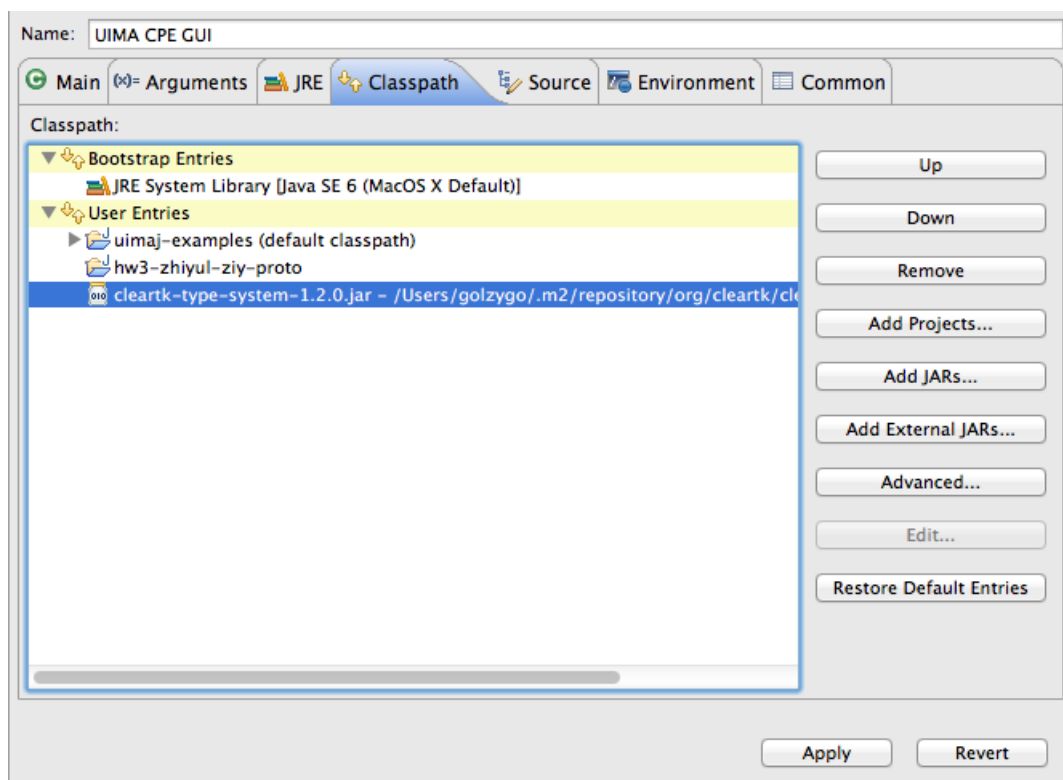 Name: UIMA CPE GUI
Main (x)= Arguments JRE Classpath Source Environment Common
Classpath:
Bootstrap Entries
JRE System Library [Java SE 6 (MacOS X Default)]
User Entries
uimaj-examples (default classpath)
hw3-zhiyul-ziy-proto
cleartk-type-system-1.2.0.jar - /Users/golzygo/.m2/repository/org/cleartk/cle
Up
Down
Remove
Add Projects...
Add JARs...
Add External JARs...
Advanced...
Edit...
Restore Default Entries
Apply Revert